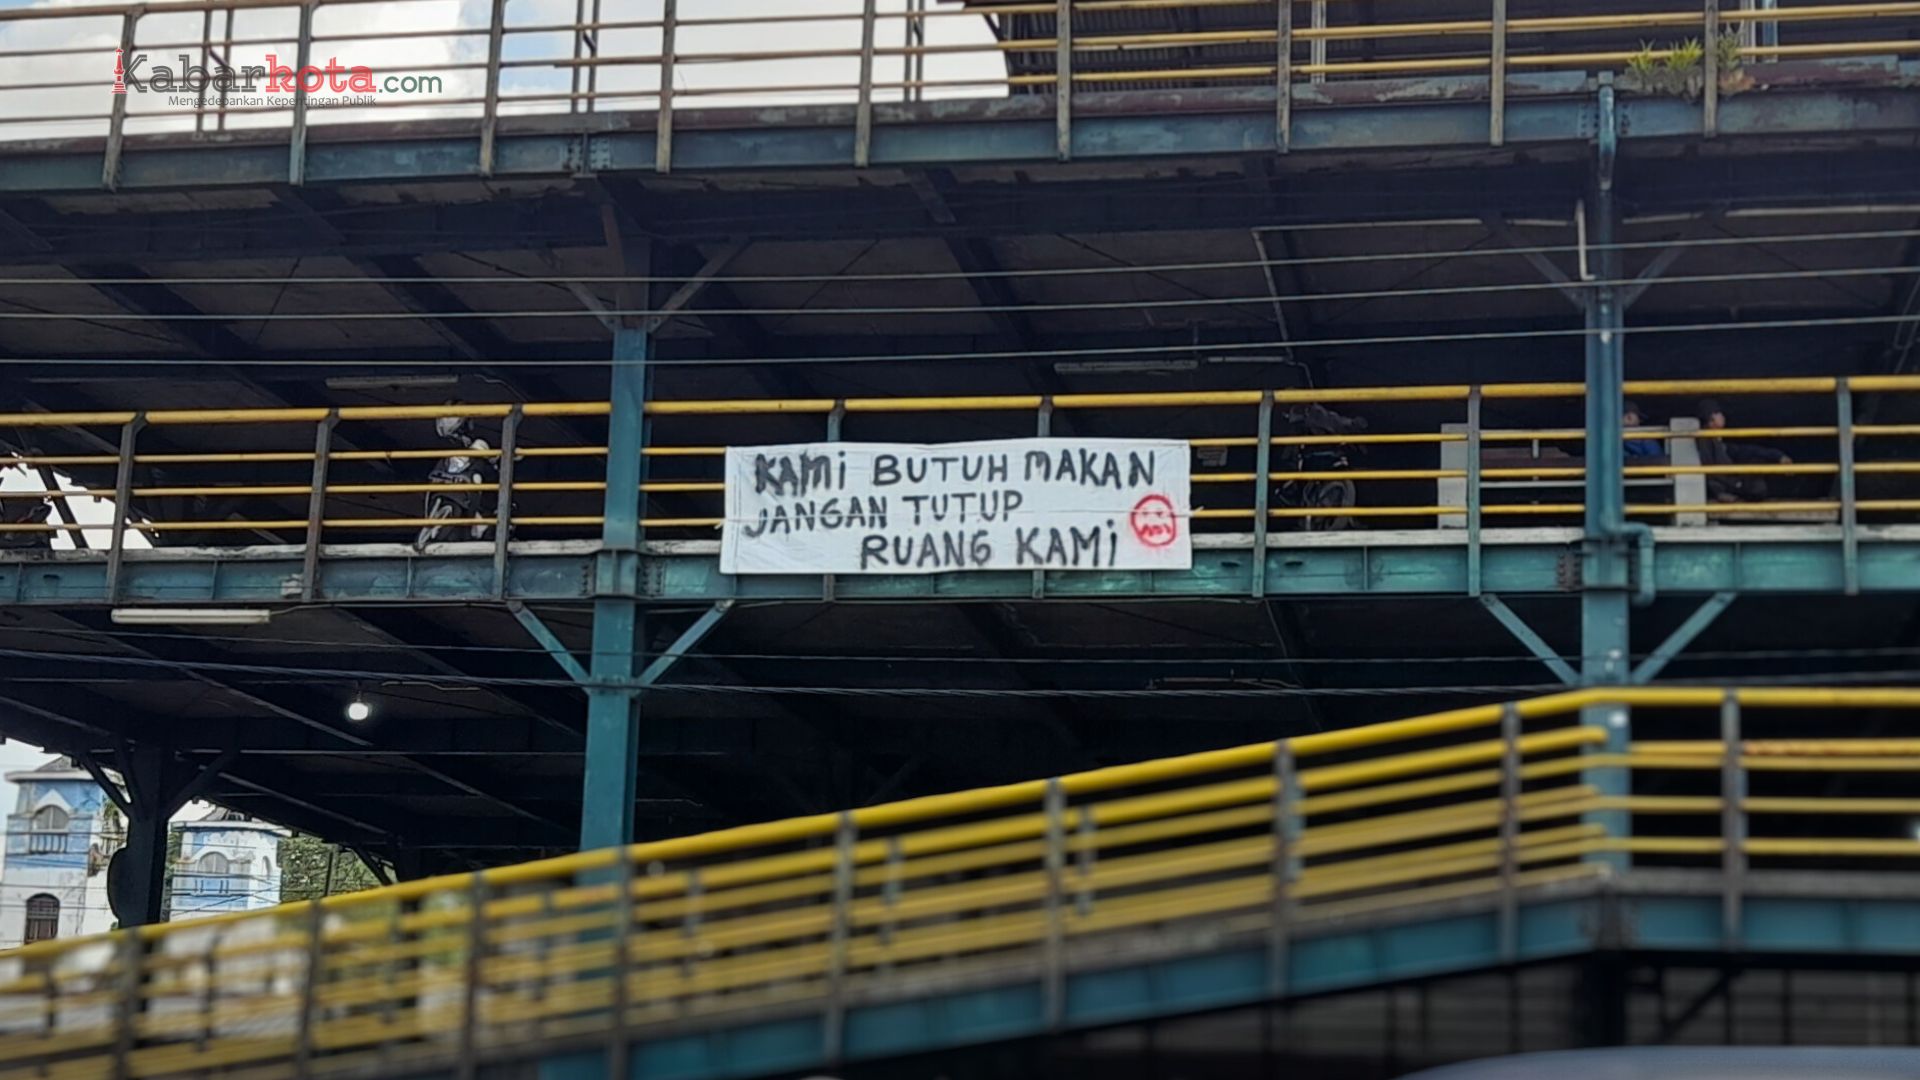 Kabarkota.com
Mengedepankan Kepentingan Publik
KAMi BUTUH MAKAN
JANGAN TUTUP
RUANG KAMi